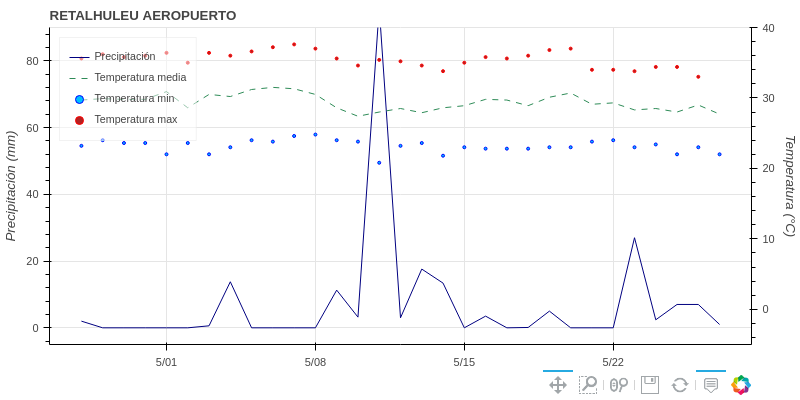 RETALHULEU AEROPUERTO
Precipitación
Temperatura media
Temperatura min
Temperatura max
Precipitación (mm)
80
60
40
20
0
Temperatura (°C)
40
30
20
10
0
5/01
5/08
5/15
5/22